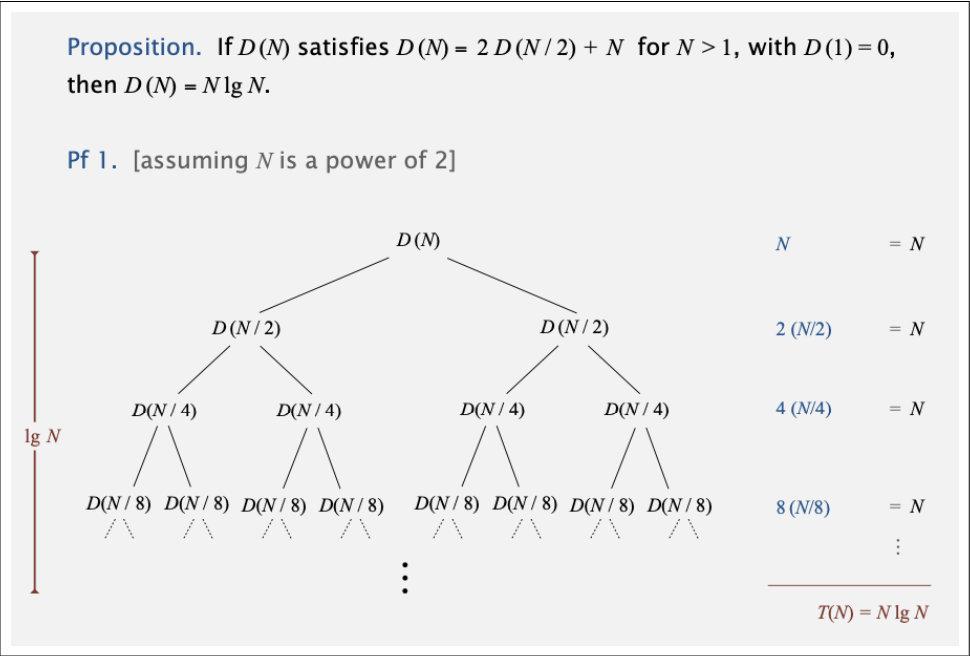 Proposition. If D (N) satisfies D (N) = 2 D (N / 2) + N for N > 1, with D (1) = 0,
then D (N) = N lg N.
Pf 1. [assuming N is a power of 2]
D (N) N = N
D (N / 2) D (N / 2) 2 (N/2) = N
D(N / 4) D(N / 4) D(N / 4) D(N / 4) 4 (N/4) = N
lg N
D(N / 8) D(N / 8) D(N / 8) D(N / 8) D(N / 8) D(N / 8) D(N / 8) D(N / 8) 8 (N/8) = N
⋮
⋮
T(N) = N lg N